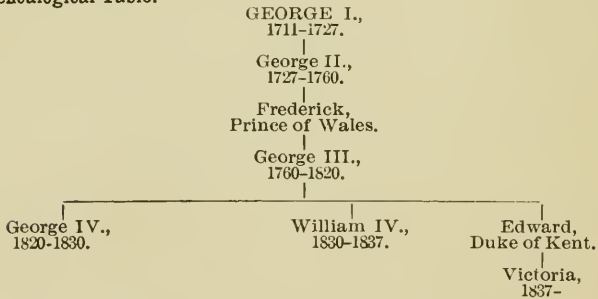 Genealogical Table.
GEORGE I.,
1711-1727.
George II.,
1727-1760.
Frederick,
Prince of Wales.
George III.,
1760-1820.
George IV.,
1820-1830.
William IV.,
1830-1837.
Edward,
Duke of Kent.
Victoria,
1837-